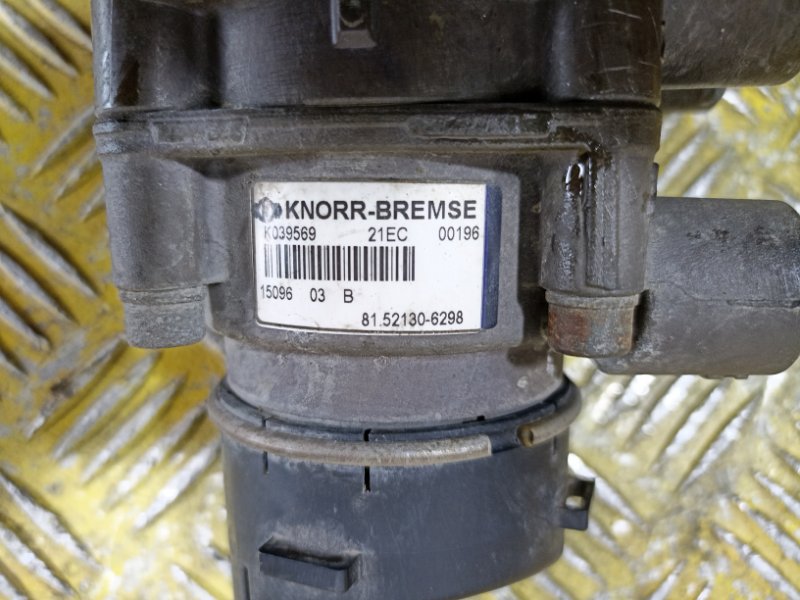 KNORR-BREMSE
K039569 21EC 00196
15096 03 B
81.52130-6298